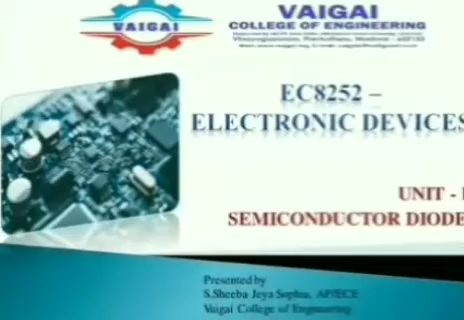 VAIGAI
VAIGAI
COLLEGE OF ENGINEERING
EC8252 –
ELECTRONIC DEVICES
UNIT - I
SEMICONDUCTOR DIODE
Presented by
S.Sheeba Jeya Sophia, AP/ECE
Vaigai College of Engineering